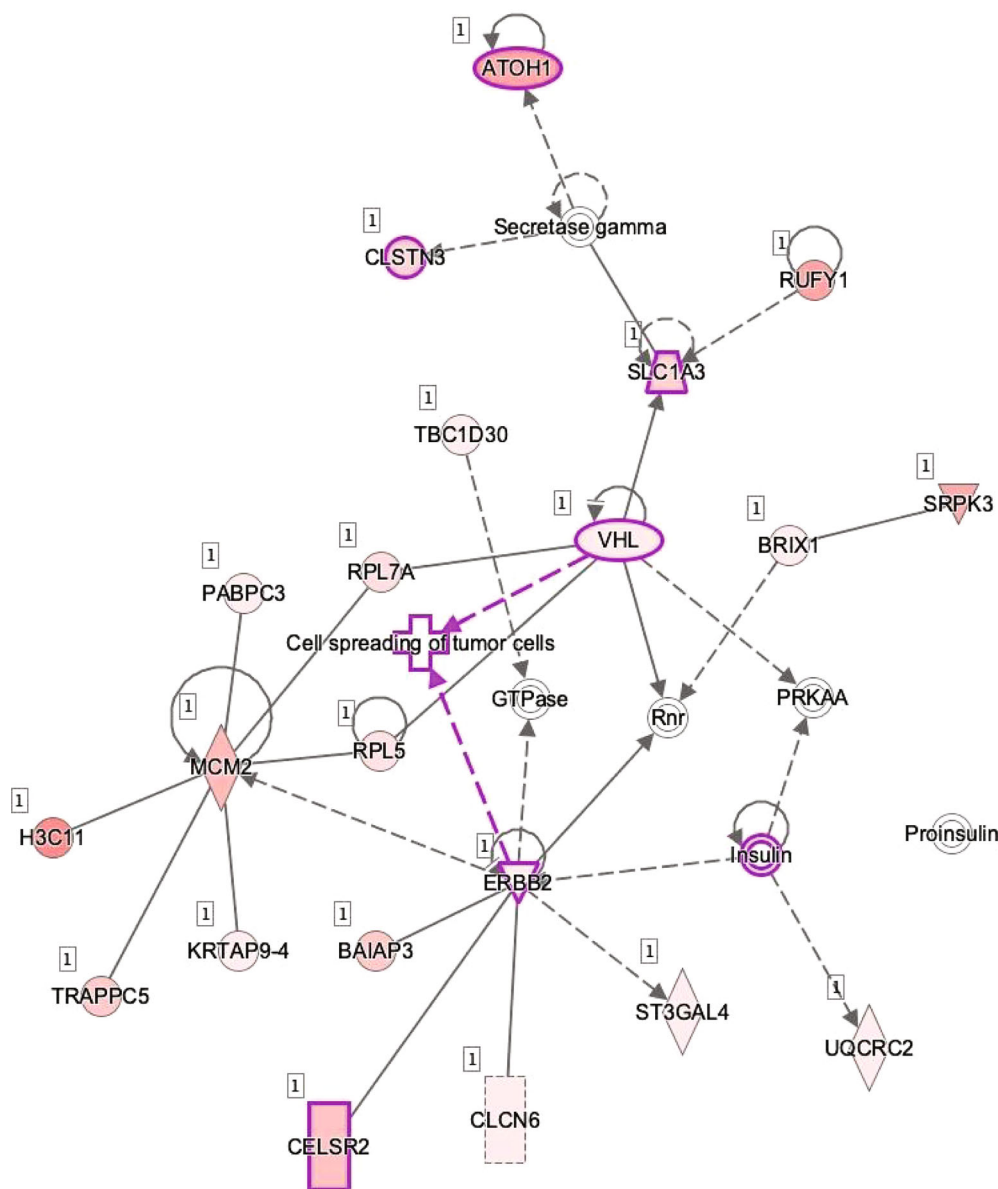 1
ATOH1
Secretase gamma
1
CLSTN3
1
RUFY1
1
SLC1A3
1
TBC1D30
1
SRPK3
1
VHL
1
BRIX1
1
RPL7A
1
PABPC3
Cell spreading of tumor cells
GTPase
Rnr
PRKAA
1
RPL5
1
MCM2
1
H3C11
Proinsulin
Insulin
1
ERBB2
1
KRTAP9-4
1
BAIAP3
1
TRAPPC5
1
ST3GAL4
1
UQCRC2
1
CLCN6
1
CELSR2